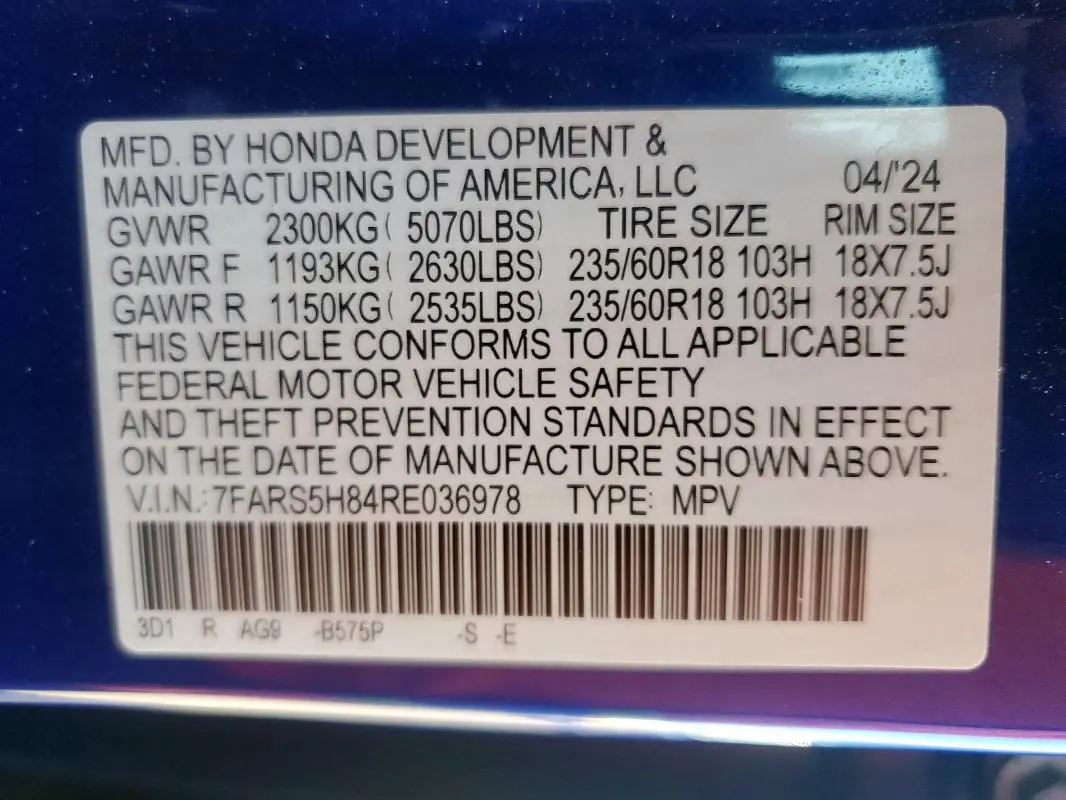 MFD. BY HONDA DEVELOPMENT &
MANUFACTURING OF AMERICA, LLC 04/'24
GVWR 2300KG( 5070LBS) TIRE SIZE RIM SIZE
GAWR F 1193KG( 2630LBS) 235/60R18 103H 18X7.5J
GAWR R 1150KG( 2535LBS) 235/60R18 103H 18X7.5J
THIS VEHICLE CONFORMS TO ALL APPLICABLE
FEDERAL MOTOR VEHICLE SAFETY
AND THEFT PREVENTION STANDARDS IN EFFECT
ON THE DATE OF MANUFACTURE SHOWN ABOVE.
V.I.N.: 7FARS5H84RE036978 TYPE: MPV
3D1 R AG9 -B575P -S -E